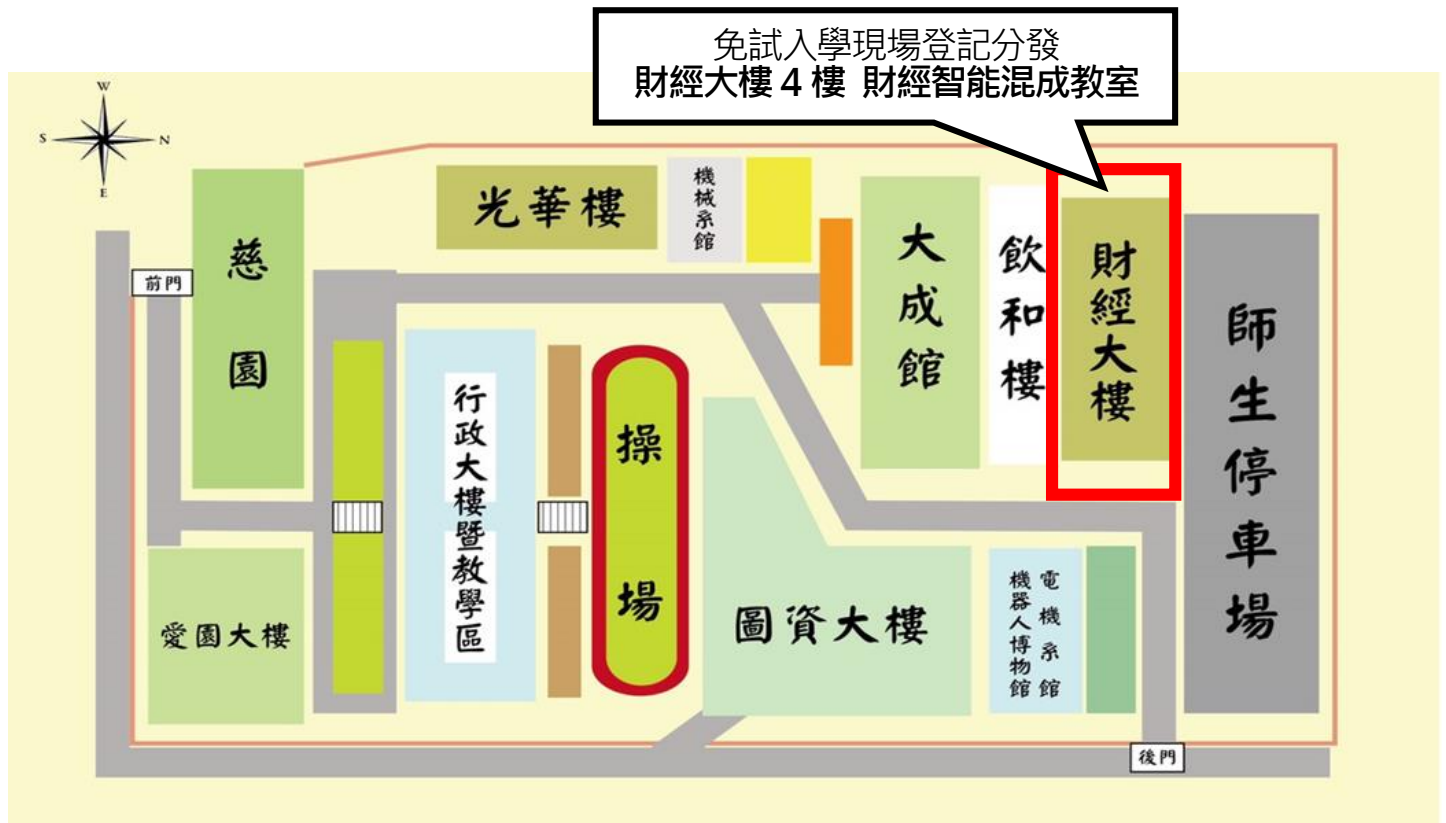 免試入學現場登記分發
財經大樓 4 樓 財經智能混成教室
W
S
N
E
前門
慈園
光華樓
機械系館
大成館
飲和樓
財經大樓
師生停車場
行政大樓暨教學區
操場
愛園大樓
圖資大樓
電機系館
機器人博物館
後門